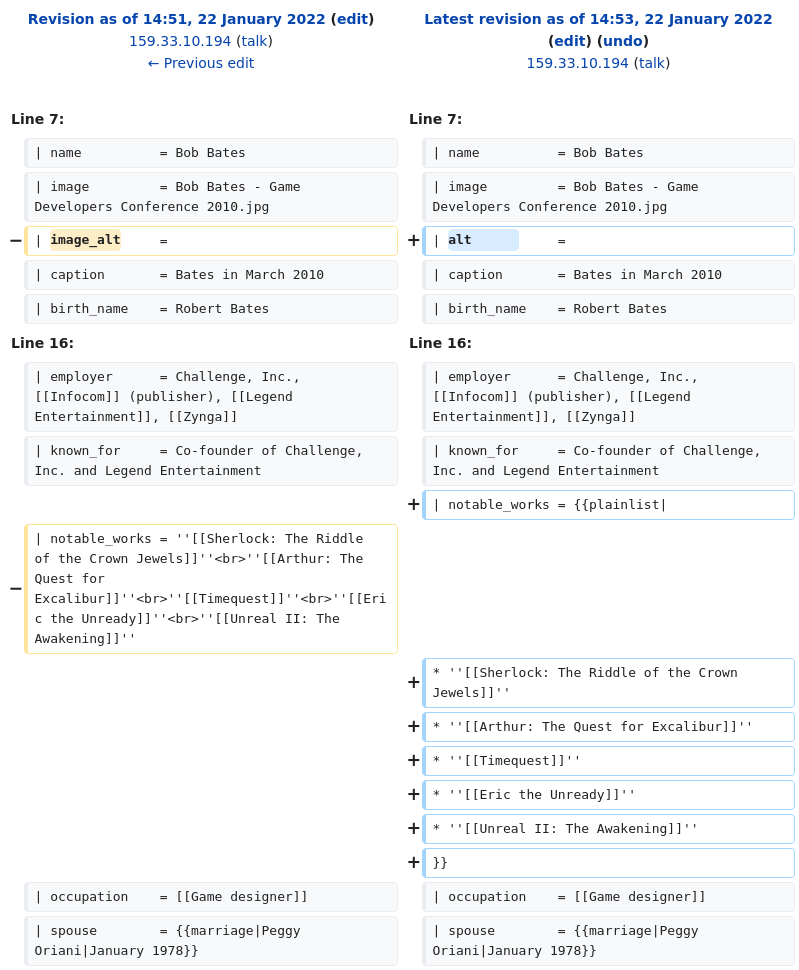 Revision as of 14:51, 22 January 2022 (edit)
159.33.10.194 (talk)
← Previous edit
Latest revision as of 14:53, 22 January 2022
(edit) (undo)
159.33.10.194 (talk)
Line 7:
Line 7:
| name          = Bob Bates
| name          = Bob Bates
| image         = Bob Bates - Game
Developers Conference 2010.jpg
| image         = Bob Bates - Game
Developers Conference 2010.jpg
− | image_alt     =
+ | alt           =
| caption       = Bates in March 2010
| caption       = Bates in March 2010
| birth_name    = Robert Bates
| birth_name    = Robert Bates
Line 16:
Line 16:
| employer      = Challenge, Inc.,
[[Infocom]] (publisher), [[Legend
Entertainment]], [[Zynga]]
| employer      = Challenge, Inc.,
[[Infocom]] (publisher), [[Legend
Entertainment]], [[Zynga]]
| known_for     = Co-founder of Challenge,
Inc. and Legend Entertainment
| known_for     = Co-founder of Challenge,
Inc. and Legend Entertainment
+ | notable_works = {{plainlist|
− | notable_works = ''[[Sherlock: The Riddle
of the Crown Jewels]]''<br>''[[Arthur: The
Quest for
Excalibur]]''<br>''[[Timequest]]''<br>''[[Eri
c the Unready]]''<br>''[[Unreal II: The
Awakening]]''
+ * ''[[Sherlock: The Riddle of the Crown
Jewels]]''
+ * ''[[Arthur: The Quest for Excalibur]]''
+ * ''[[Timequest]]''
+ * ''[[Eric the Unready]]''
+ * ''[[Unreal II: The Awakening]]''
+ }}
| occupation    = [[Game designer]]
| occupation    = [[Game designer]]
| spouse        = {{marriage|Peggy
Oriani|January 1978}}
| spouse        = {{marriage|Peggy
Oriani|January 1978}}